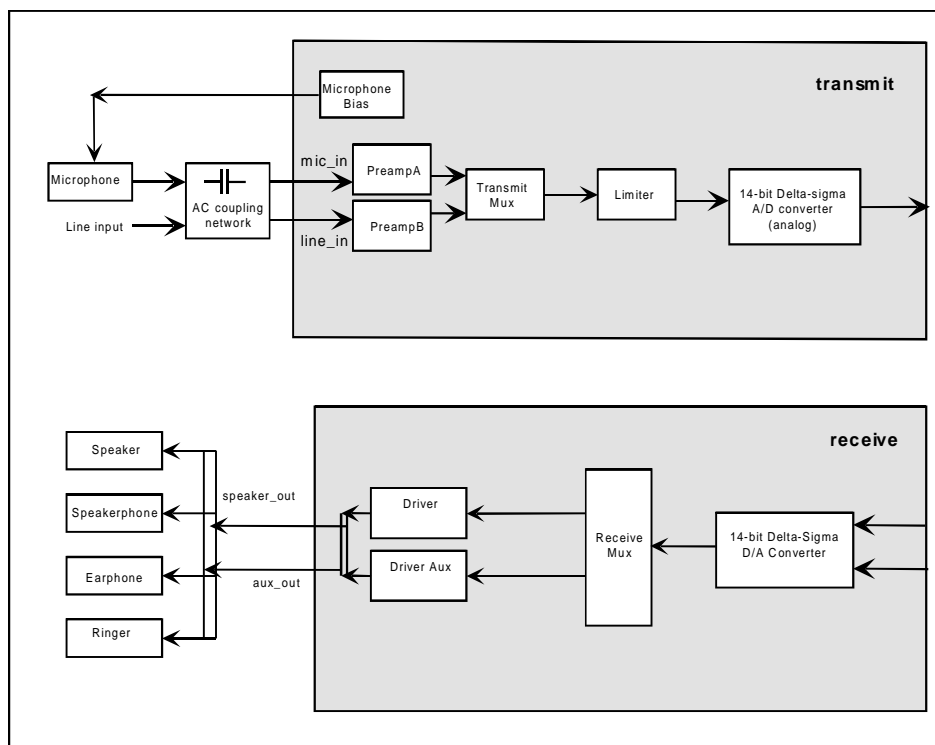 transmit
Microphone
Bias
Microphone
Line input
AC coupling
network
mic_in
line_in
PreampA
PreampB
Transmit
Mux
Limiter
14-bit Delta-sigma
A/D converter
(analog)
receive
Speaker
Speakerphone
Earphone
Ringer
speaker_out
aux_out
Driver
Driver Aux
Receive
Mux
14-bit Delta-Sigma
D/A Converter